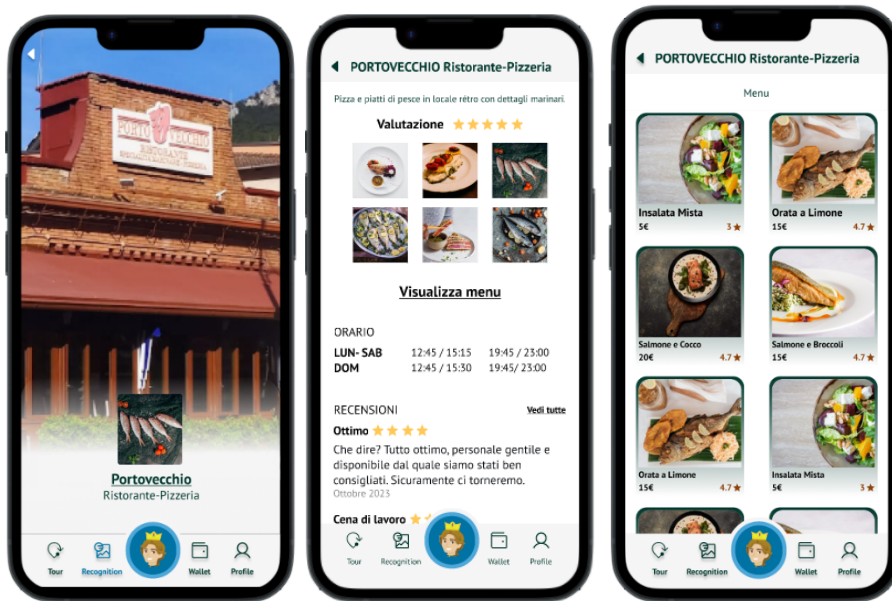 PORTO VECCHIO
RISTORANTE
Portovecchio
Ristorante-Pizzeria
Tour
Recognition
Wallet
Profile
PORTOVECCHIO Ristorante-Pizzeria
Pizza e piatti di pesce in locale rétro con dettagli marinari.
Valutazione
Visualizza menu
ORARIO
LUN- SAB 12:45 / 15:15 19:45 / 23:00
DOM 12:45 / 15:30 19:45/ 23:00
RECENSIONI Vedi tutte
Ottimo
Che dire? Tutto ottimo, personale gentile e
disponibile dal quale siamo stati ben
consigliati. Sicuramente ci torneremo.
Ottobre 2023
Cena di lavoro
Tour
Recognition
Wallet
Profile
PORTOVECCHIO Ristorante-Pizzeria
Menu
Insalata Mista
5€ 3
Orata a Limone
15€ 4.7
Salmone e Cocco
20€ 4.7
Salmone e Broccoli
15€ 4.7
Orata a Limone
15€ 4.7
Insalata Mista
5€ 3
Tour
Recognition
Wallet
Profile